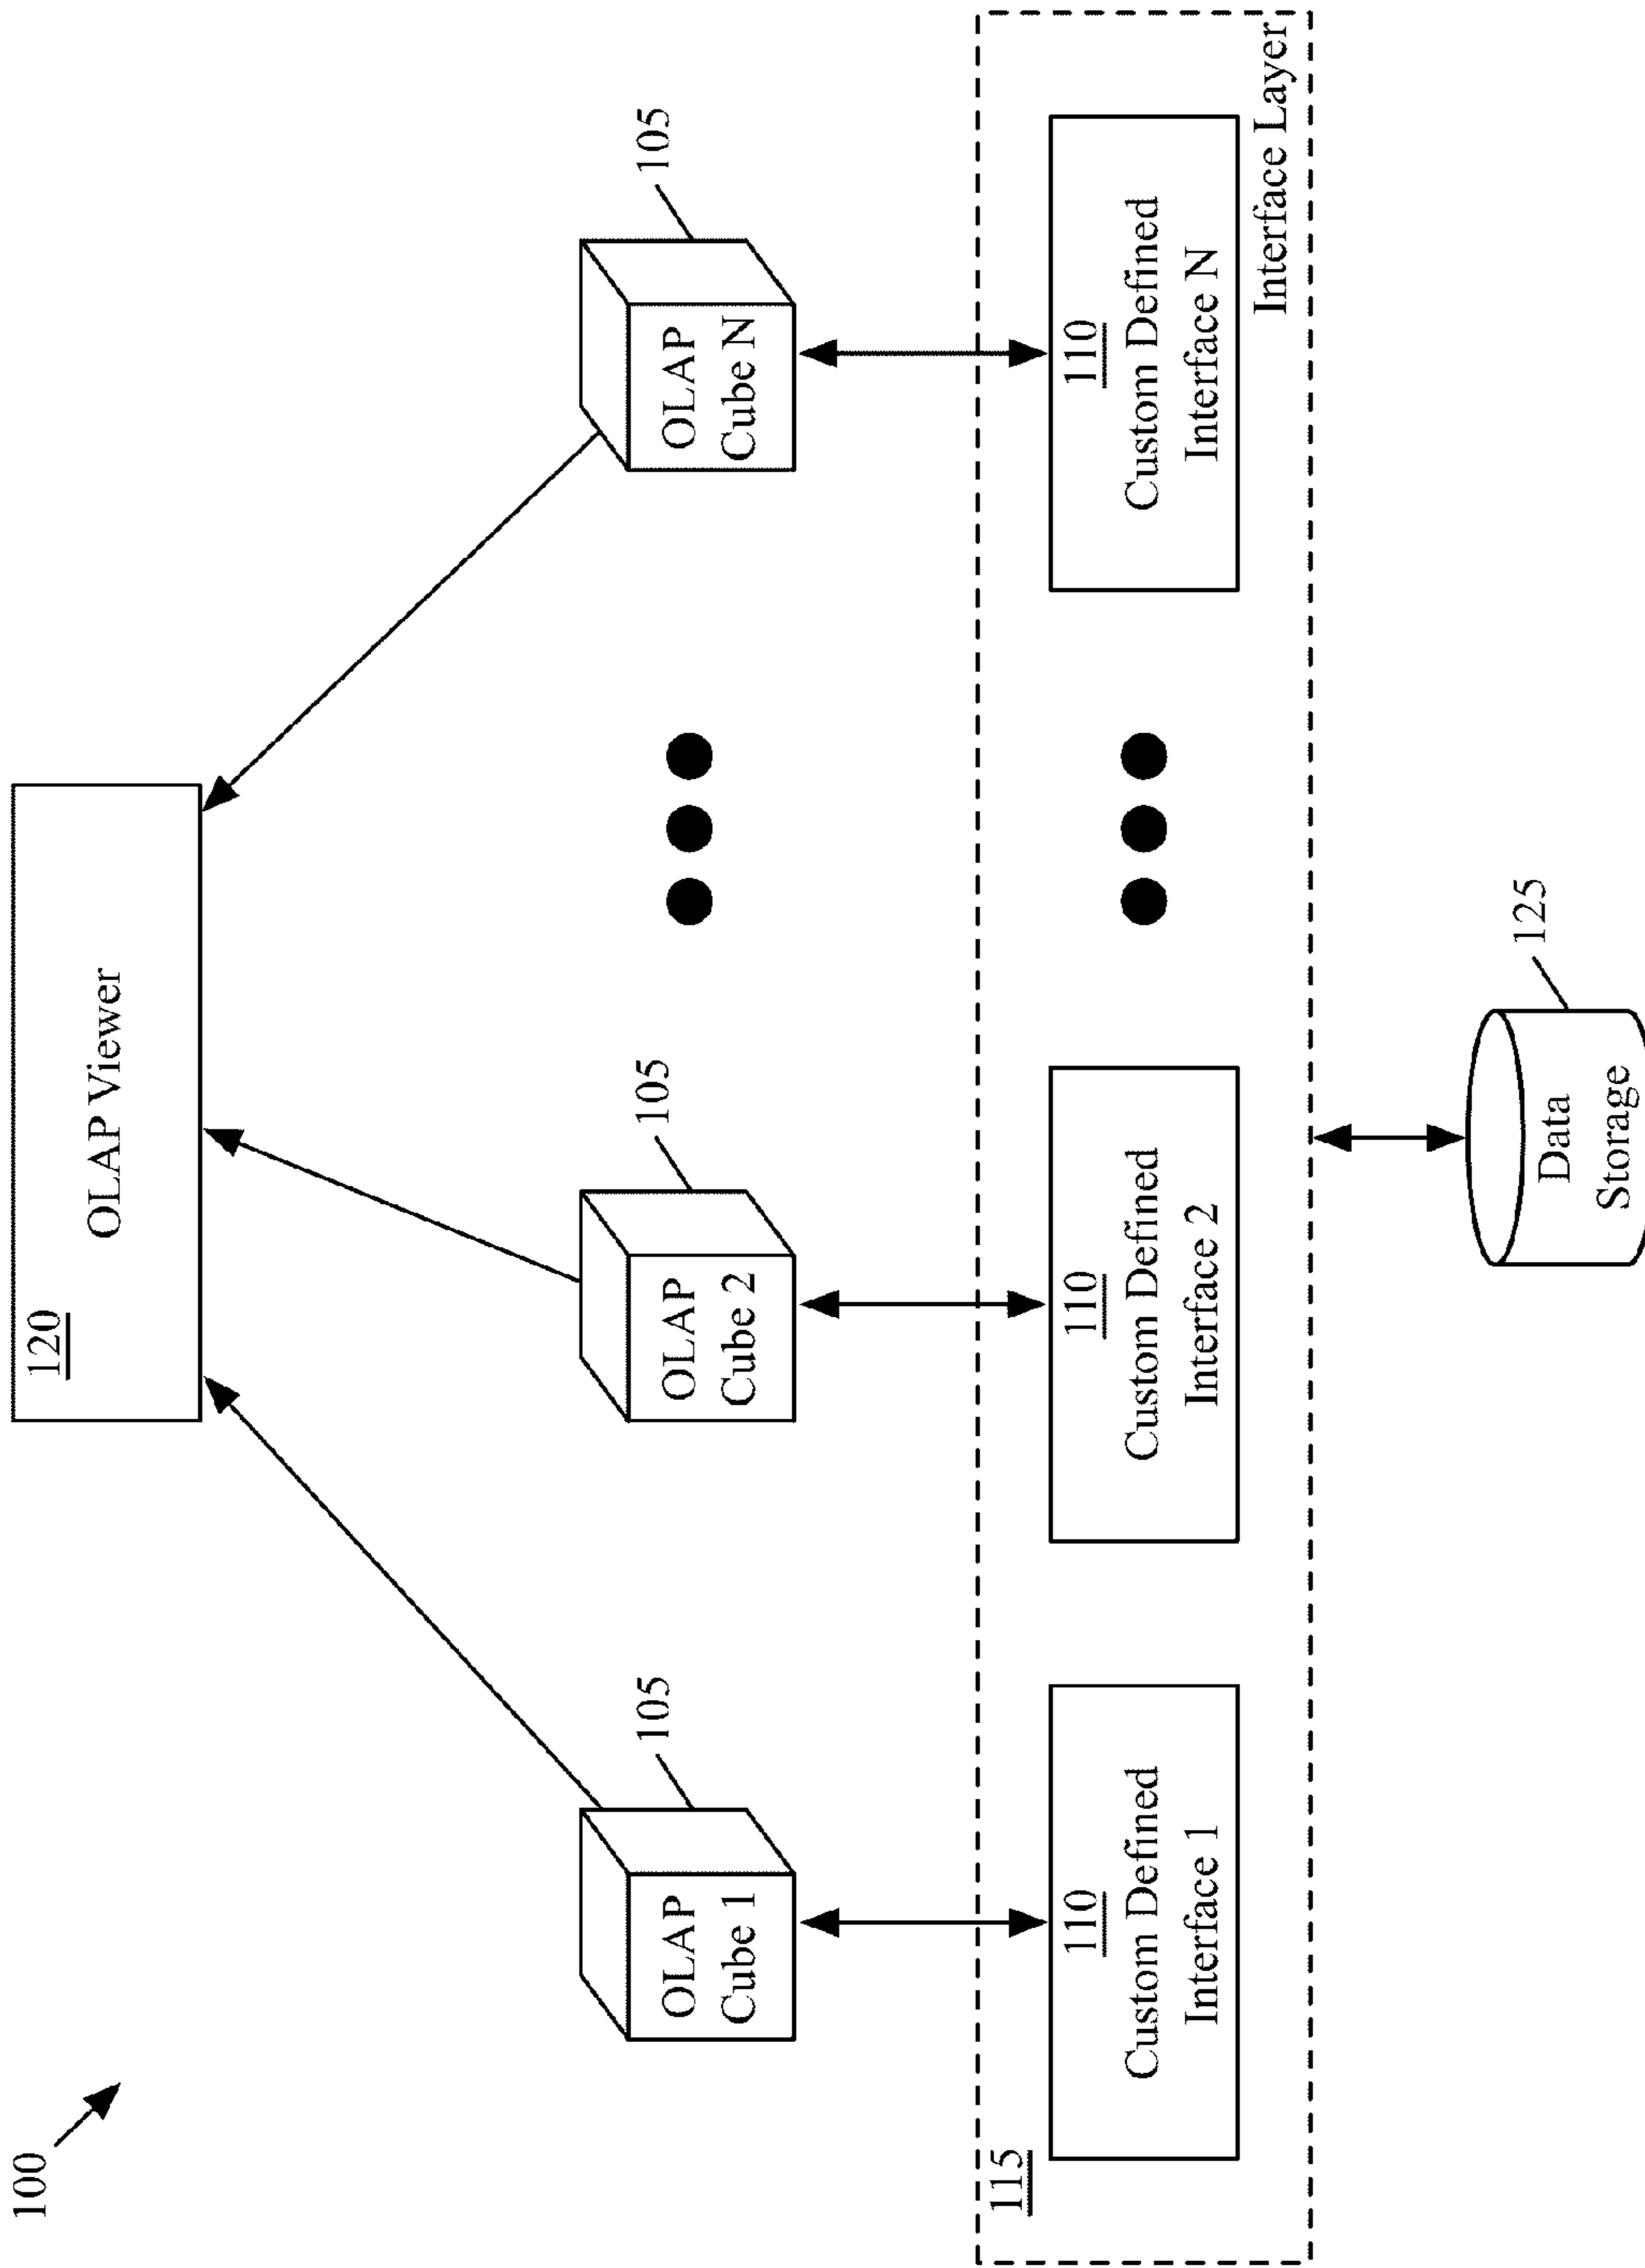 100
120
OLAP Viewer
105
OLAP
Cube 1
105
OLAP
Cube 2
105
OLAP
Cube N
115
110
Custom Defined
Interface 1
110
Custom Defined
Interface 2
110
Custom Defined
Interface N
Interface Layer
125
Data
Storage